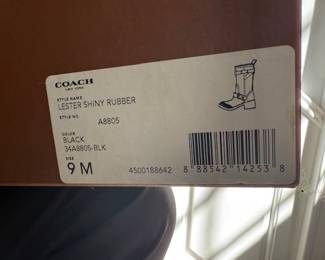 COACH
NEW YORK
STYLE NAME
LESTER SHINY RUBBER
STYLE NO.
A8805
COLOR
BLACK
34A8805-BLK
SIZE
9 M
4500188642
8 88542 14253 8